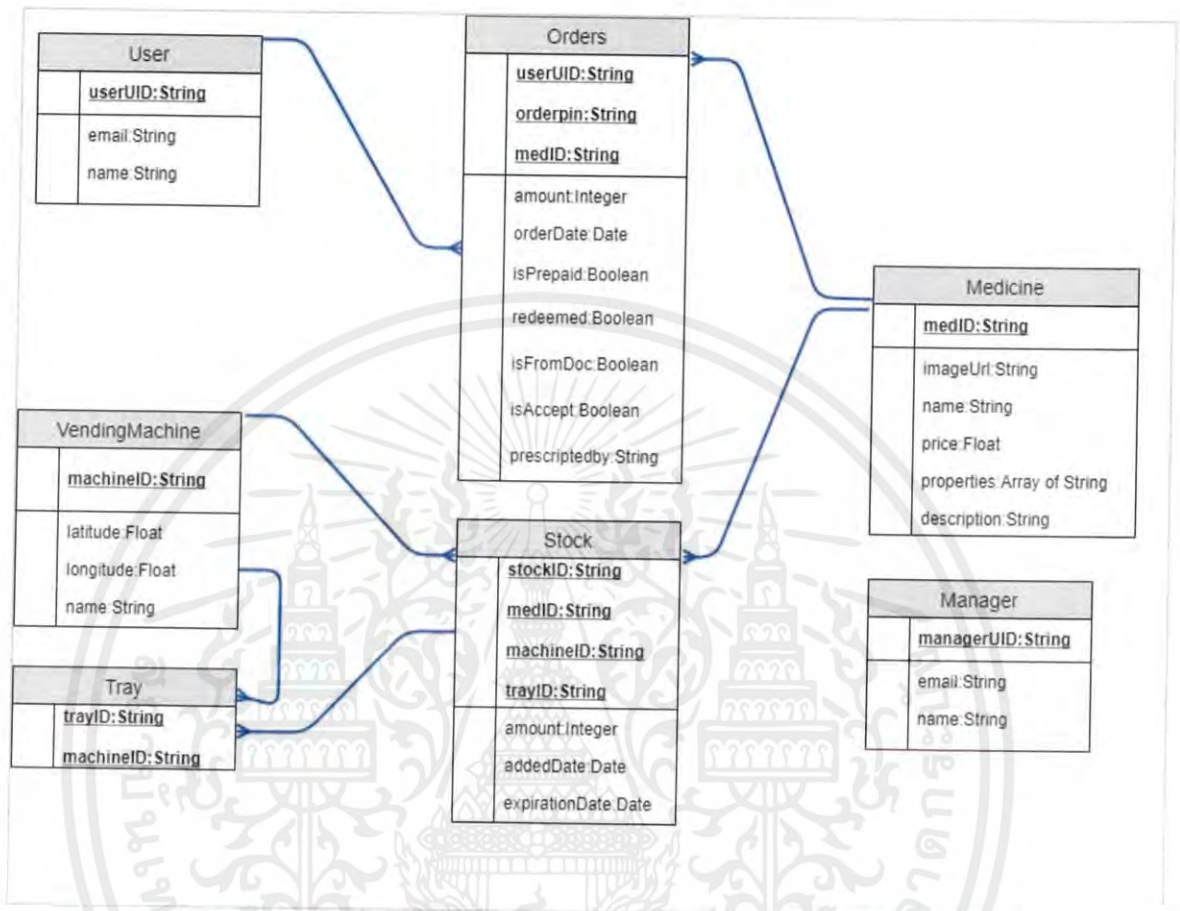 User
userUID:String
email:String
name:String
Orders
userUID:String
orderpin:String
medID:String
amount:Integer
orderDate:Date
isPrepaid:Boolean
redeemed:Boolean
isFromDoc:Boolean
isAccept:Boolean
prescriptedby:String
Medicine
medID:String
imageUrl:String
name:String
price:Float
properties:Array of String
description:String
VendingMachine
machineID:String
latitude:Float
longitude:Float
name:String
Stock
stockID:String
medID:String
machineID:String
trayID:String
amount:Integer
addedDate:Date
expirationDate:Date
Manager
managerUID:String
email:String
name:String
Tray
trayID:String
machineID:String